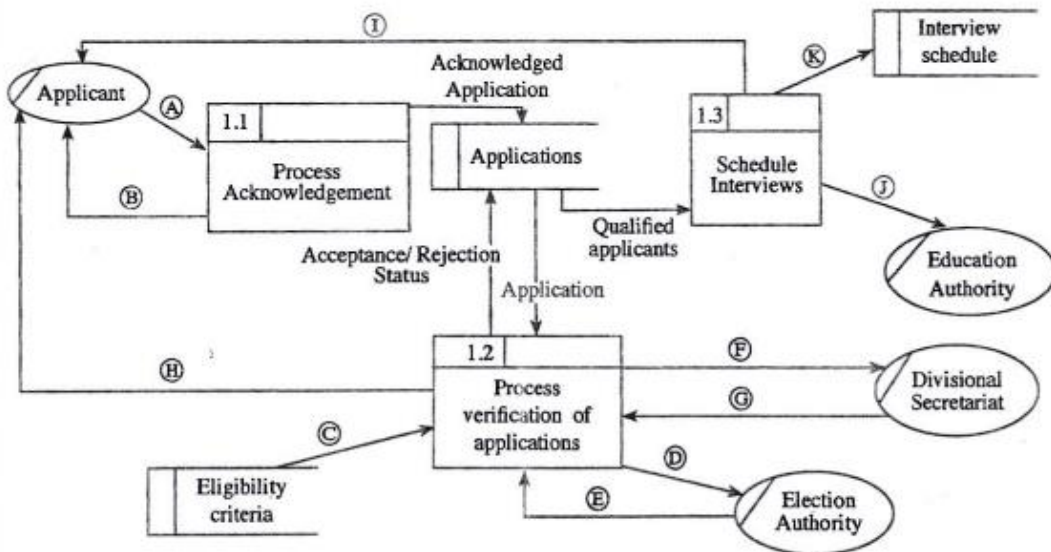 Ⓘ
Interview
schedule
Ⓚ
Acknowledged
Application
Applicant
Ⓐ
1.1
1.3
Applications
Process
Acknowledgement
Schedule
Interviews
Ⓑ
Ⓙ
Qualified
applicants
Acceptance/ Rejection
Status
Education
Authority
Application
1.2
Ⓕ
Ⓗ
Process
verification of
applications
Divisional
Secretariat
Ⓖ
Ⓒ
Ⓓ
Eligibility
criteria
Ⓔ
Election
Authority